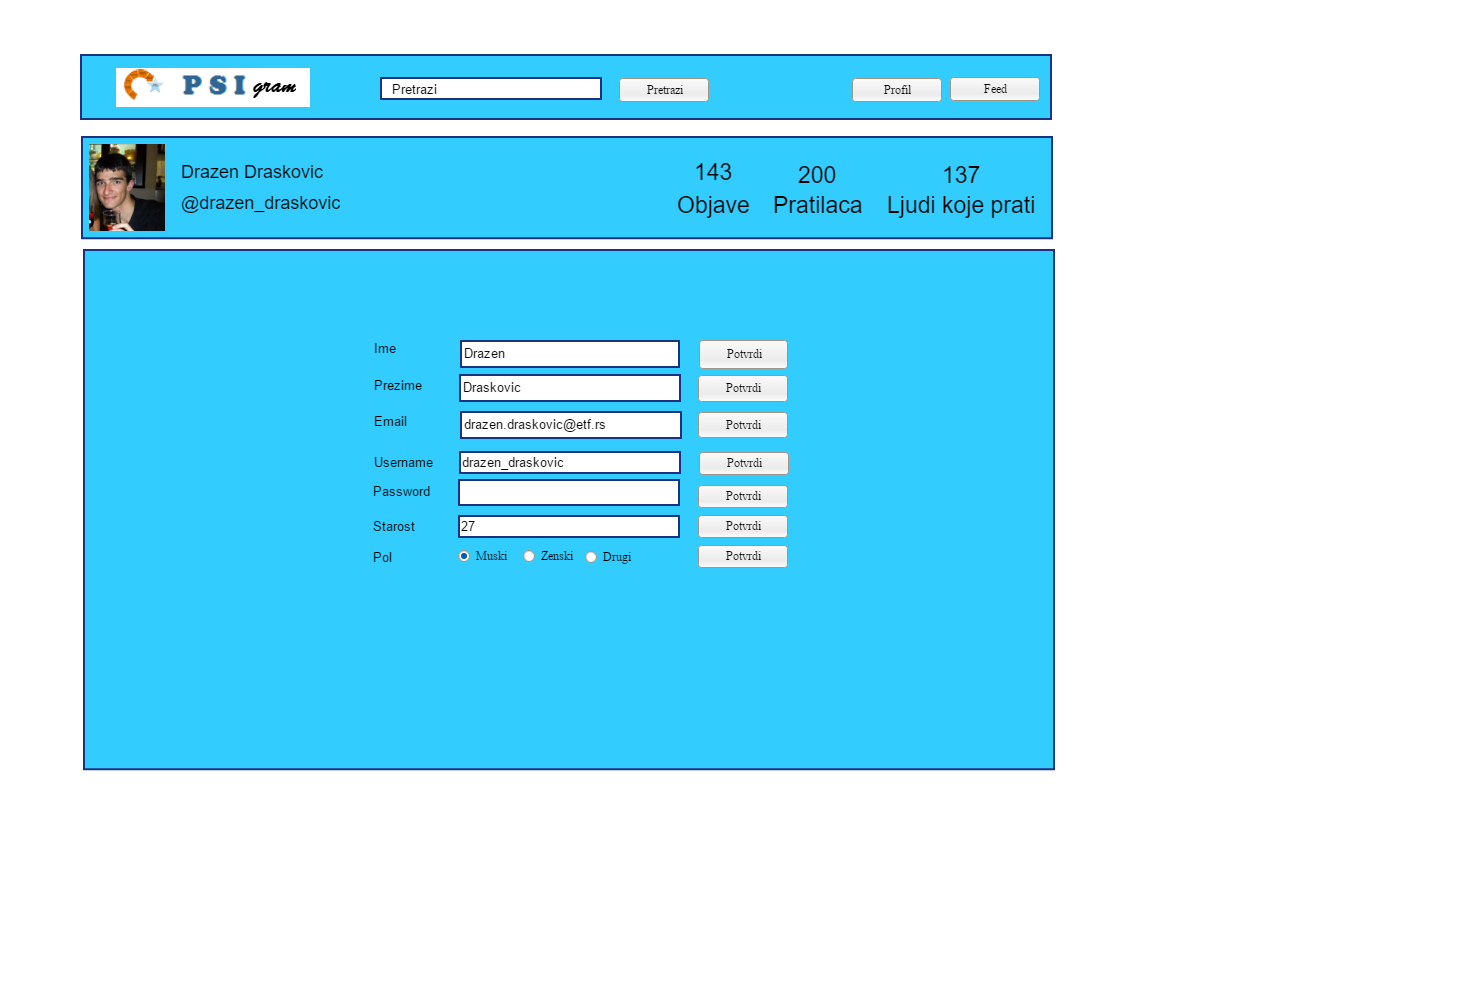 PSI gram
Pretrazi
Pretrazi
Profil
Feed
Drazen Draskovic
@drazen_draskovic
143
Objave
200
Pratilaca
137
Ljudi koje prati
Ime
Drazen
Potvrdi
Prezime
Draskovic
Potvrdi
Email
drazen.draskovic@etf.rs
Potvrdi
Username
drazen_draskovic
Potvrdi
Password
Potvrdi
Starost
27
Potvrdi
Pol
Muski
Zenski
Drugi
Potvrdi